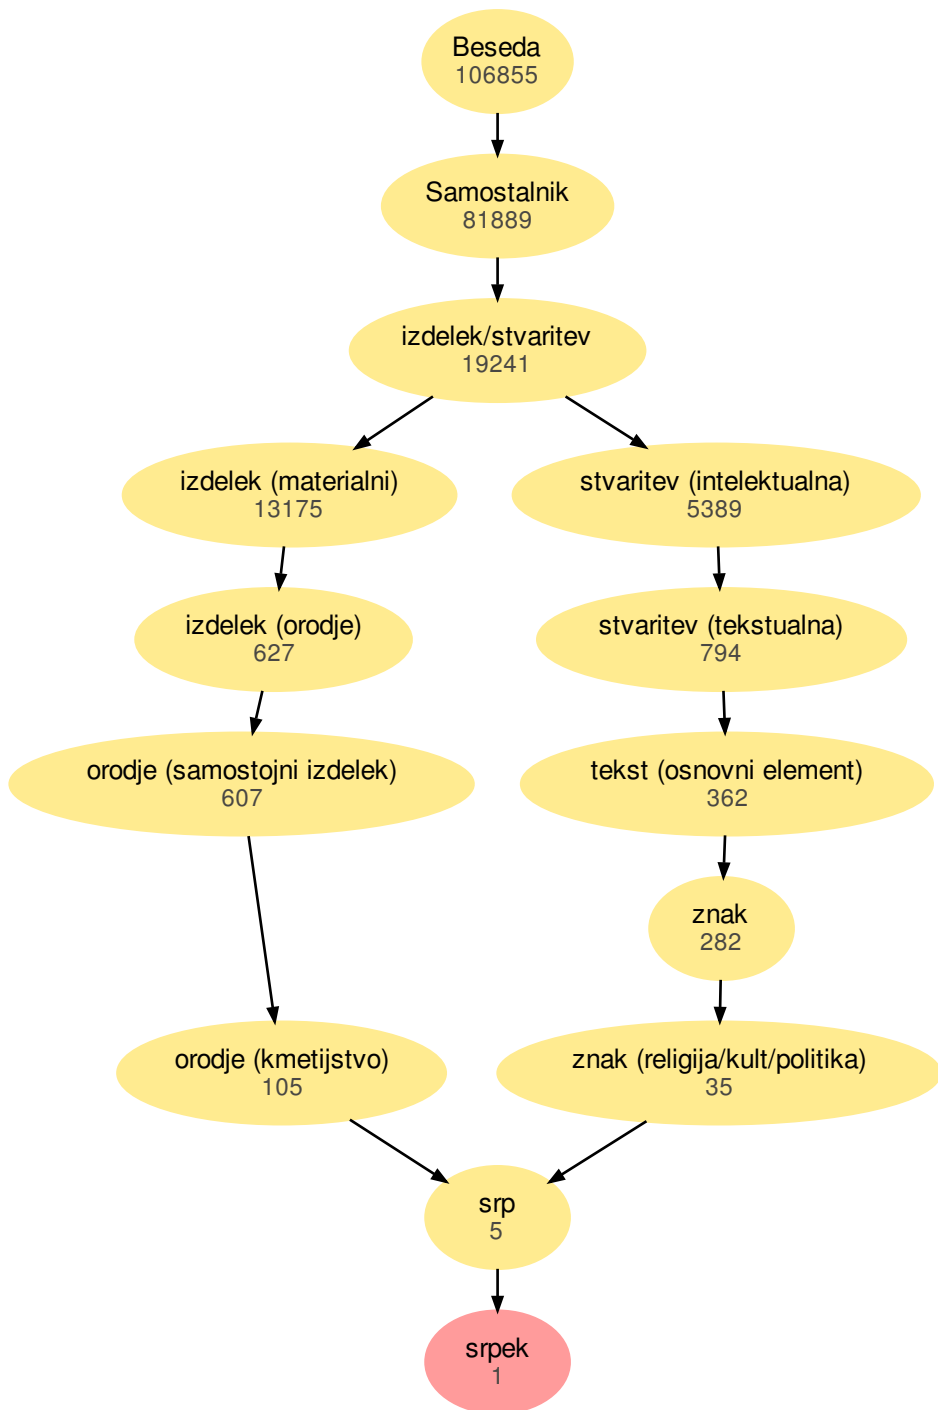 Beseda
106855
Samostalnik
81889
izdelek/stvaritev
19241
izdelek (materialni)
13175
stvaritev (intelektualna)
5389
izdelek (orodje)
627
stvaritev (tekstualna)
794
orodje (samostojni izdelek)
607
tekst (osnovni element)
362
znak
282
orodje (kmetijstvo)
105
znak (religija/kult/politika)
35
srp
5
srpek
1